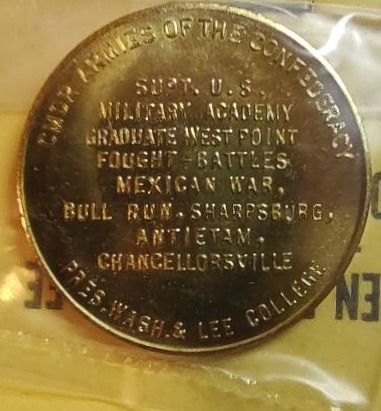 CMDR ARMIES OF THE CONFEDERACY
SUPT. U.S.
MILITARY ACADEMY
GRADUATE WEST POINT
FOUGHT-BATTLES
MEXICAN WAR,
BULL RUN, SHARPSBURG,
ANTIETAM,
CHANCELLORSVILLE
PRES. WASH. & LEE COLLEGE